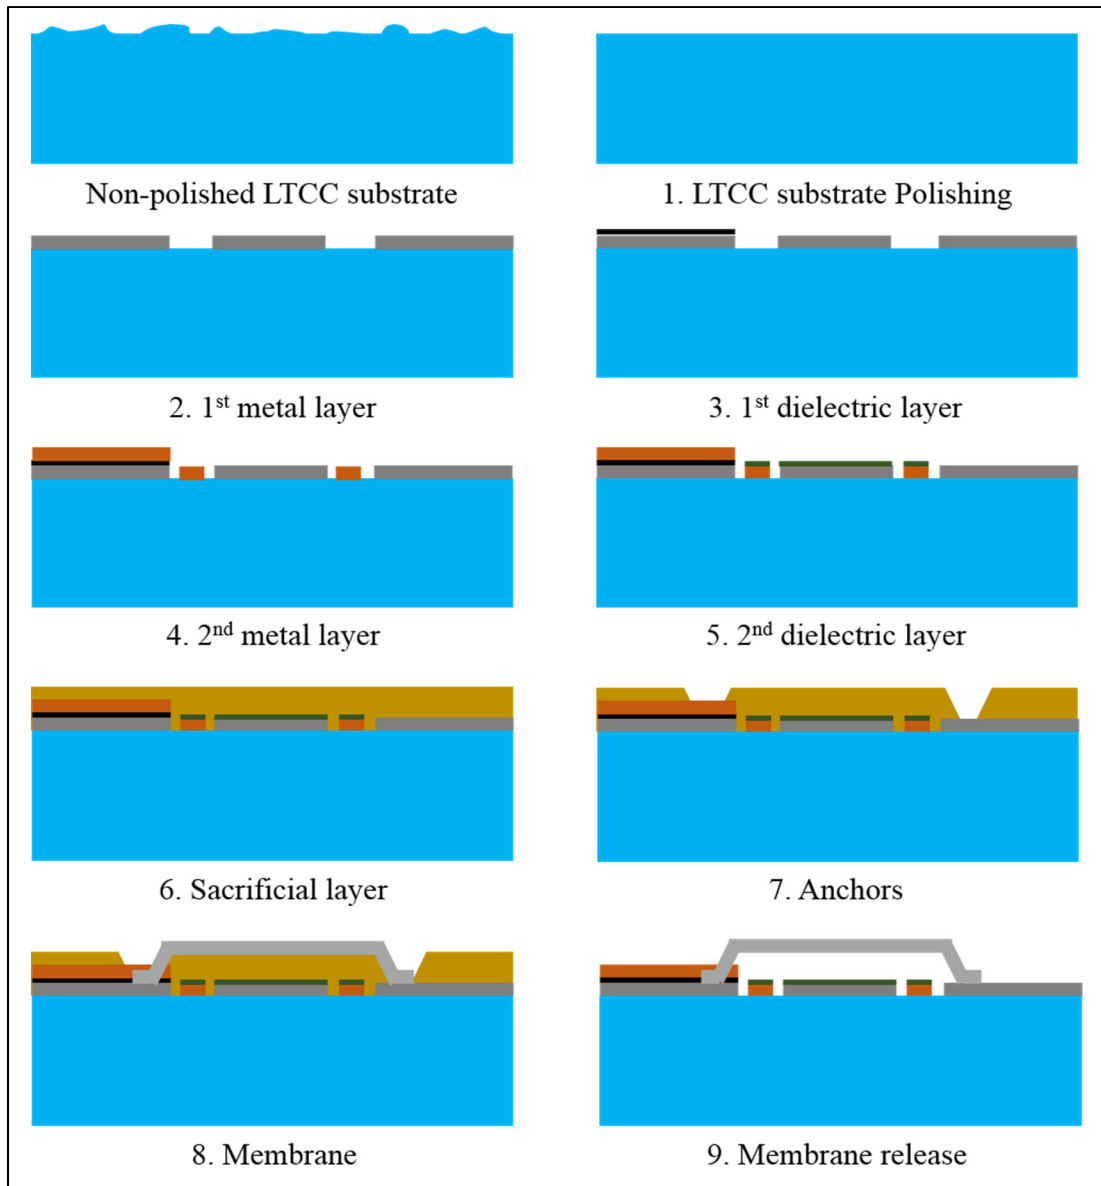 Non-polished LTCC substrate
1. LTCC substrate Polishing
2. 1st metal layer
3. 1st dielectric layer
4. 2nd metal layer
5. 2nd dielectric layer
6. Sacrificial layer
7. Anchors
8. Membrane
9. Membrane release